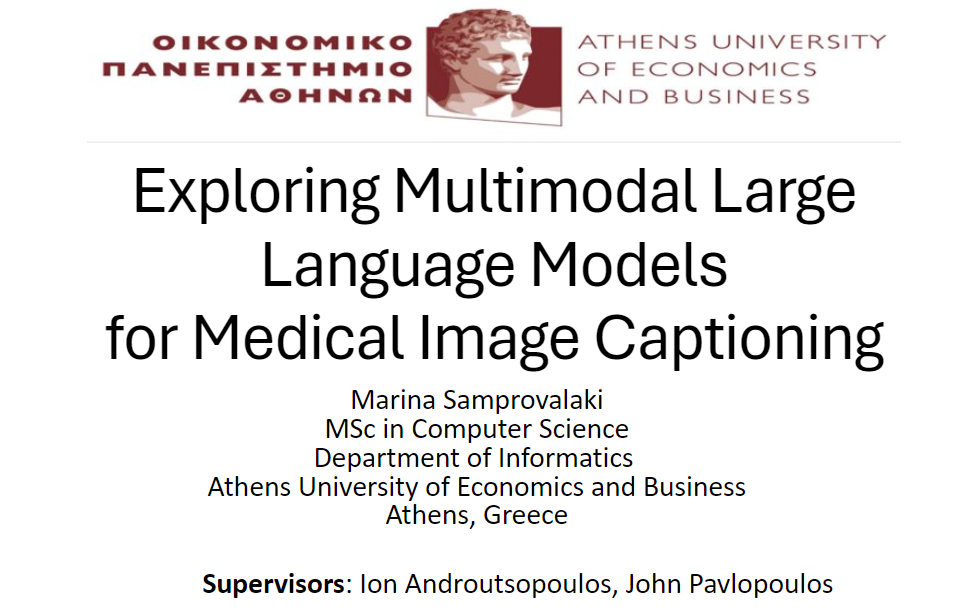 ΟΙΚΟΝΟΜΙΚΟ
ΠΑΝΕΠΙΣΤΗΜΙΟ
ΑΘΗΝΩΝ
ATHENS UNIVERSITY
OF ECONOMICS
AND BUSINESS
Exploring Multimodal Large
Language Models
for Medical Image Captioning
Marina Samprovalaki
MSc in Computer Science
Department of Informatics
Athens University of Economics and Business
Athens, Greece
Supervisors: Ion Androutsopoulos, John Pavlopoulos